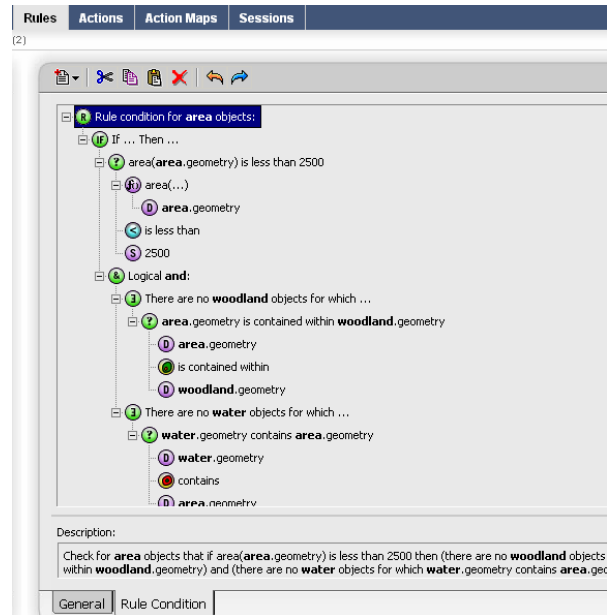 Rules Actions Action Maps Sessions
(2)
R Rule condition for area objects:
IF If ... Then ...
? area(area.geometry) is less than 2500
f() area(...)
D area.geometry
< is less than
S 2500
& Logical and:
∃ There are no woodland objects for which ...
? area.geometry is contained within woodland.geometry
D area.geometry
is contained within
D woodland.geometry
∃ There are no water objects for which ...
? water.geometry contains area.geometry
D water.geometry
contains
D area.geometry
Description:
Check for area objects that if area(area.geometry) is less than 2500 then (there are no woodland objects
within woodland.geometry) and (there are no water objects for which water.geometry contains area.geo
General Rule Condition